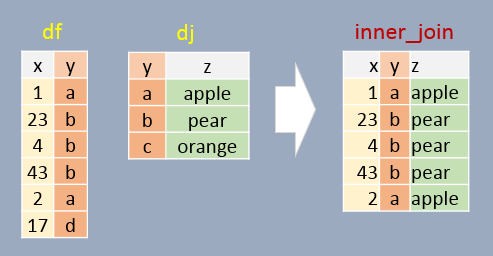 df dj inner_join
x y y z x y z
1 a a apple 1 a apple
23 b b pear 23 b pear
4 b c orange 4 b pear
43 b 43 b pear
2 a 2 a apple
17 d